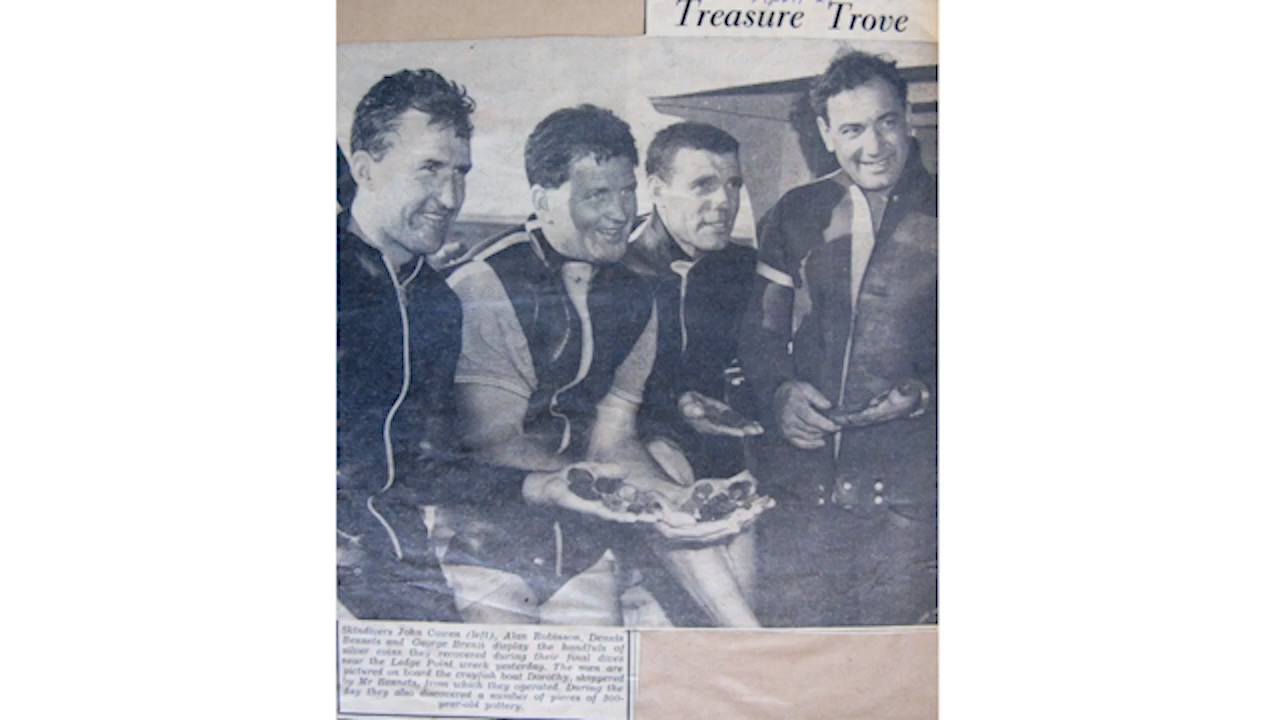 Treasure Trove
Skindivers John Cowen (left), Alan Robinson, Dennis
Bennets and George Brenzi display the handfuls of
silver coins they recovered during their final dives
near the Ledge Point wreck yesterday. The men are
pictured on board the crayfish boat Dorothy, skippered
by Mr Bennets, from which they operated. During the
day they also discovered a number of pieces of 300-
year-old pottery.